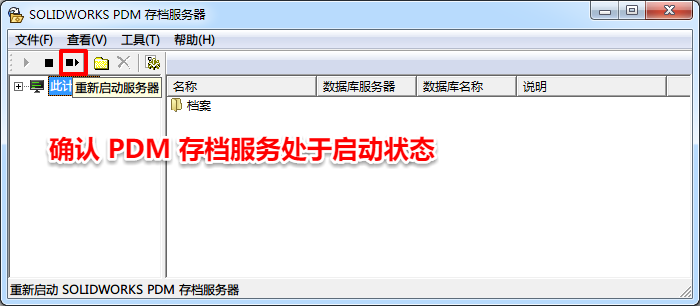 SOLIDWORKS PDM 存档服务器
文件(F) 查看(V) 工具(T) 帮助(H)
此计
重新启动服务器
名称 数据库服务器 数据库名称 说明
档案
确认 PDM 存档服务处于启动状态
重新启动 SOLIDWORKS PDM 存档服务器